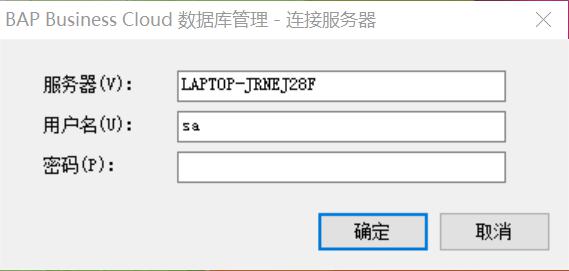 BAP Business Cloud 数据库管理 - 连接服务器
服务器(V): LAPTOP-JRNEJ28F
用户名(U): sa
密码(P):
确定 取消